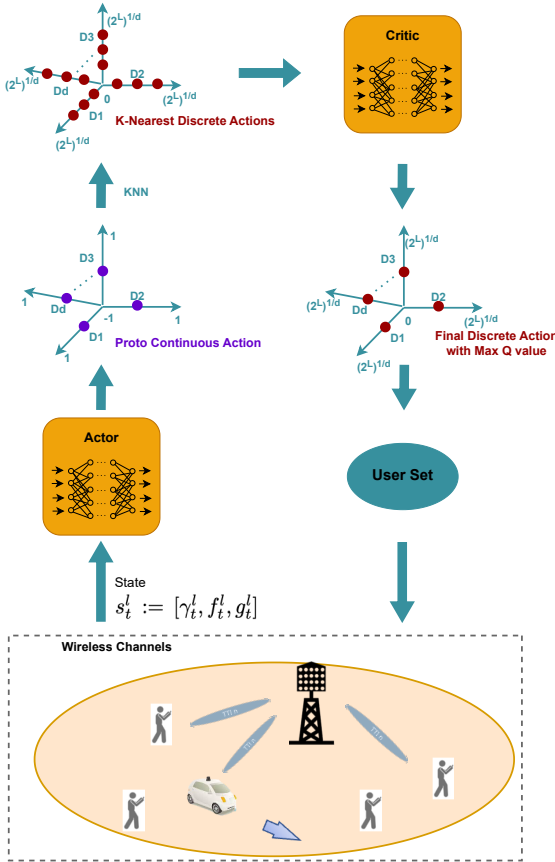 D3
(2^L)^{1/d}
(2^L)^{1/d}
Dd
0
D2
(2^L)^{1/d}
D1
(2^L)^{1/d}
K-Nearest Discrete Actions
Critic
KNN
1
D3
1
Dd
-1
D2
1
D1
1
Proto Continuous Action
(2^L)^{1/d}
D3
(2^L)^{1/d}
Dd
0
D2
(2^L)^{1/d}
D1
(2^L)^{1/d}
Final Discrete Action
with Max Q value
Actor
User Set
State
s_t^l := [γ_t^l, f_t^l, g_t^l]
Wireless Channels
TTI n
TTI n
TTI n